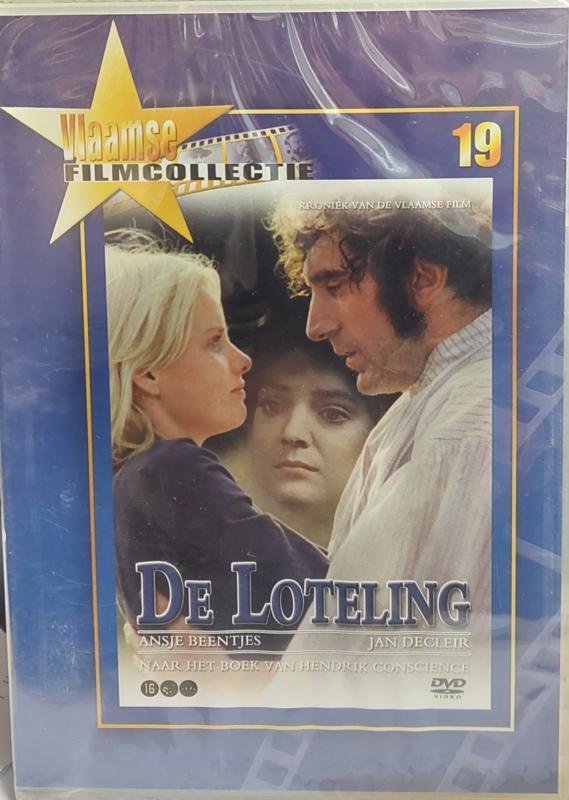 Vlaamse
FILMCOLLECTIE
19
KRONIEK VAN DE VLAAMSE FILM
DE LOTELING
ANSJE BEENTJES JAN DECLEIR
NAAR HET BOEK VAN HENDRIK CONSCIENCE
16
DVD
VIDEO